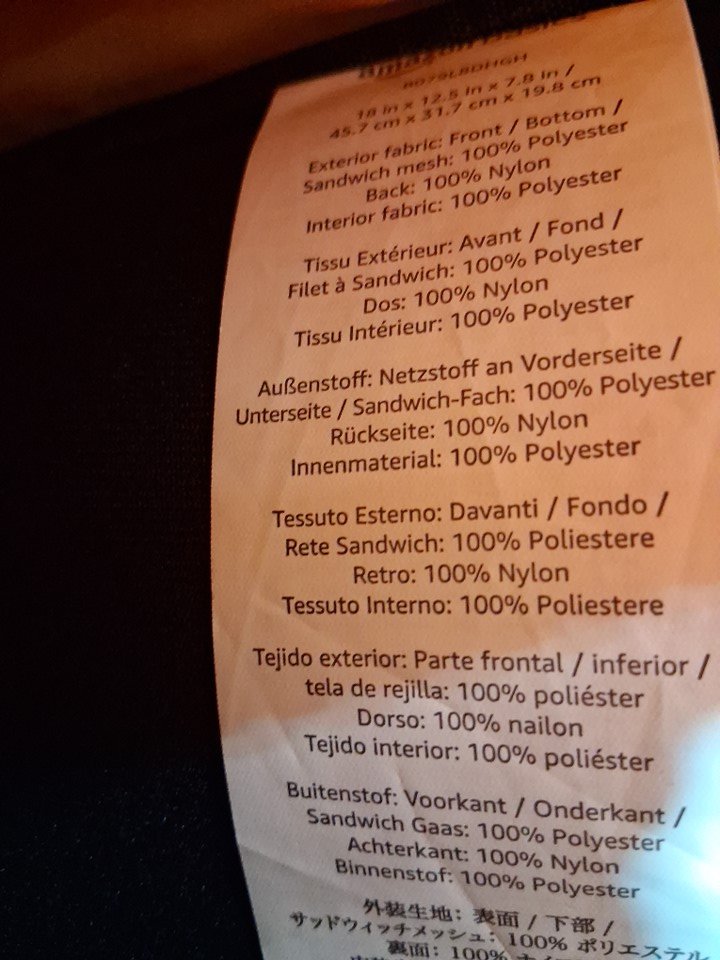 amazon basics
18 in × 12.5 in × 7.8 in /
45.7 cm × 31.7 cm × 19.8 cm
Exterior fabric: Front / Bottom /
Sandwich mesh: 100% Polyester
Back: 100% Nylon
Interior fabric: 100% Polyester
Tissu Extérieur: Avant / Fond /
Filet à Sandwich: 100% Polyester
Dos: 100% Nylon
Tissu Intérieur: 100% Polyester
Außenstoff: Netzstoff an Vorderseite /
Unterseite / Sandwich-Fach: 100% Polyester
Rückseite: 100% Nylon
Innenmaterial: 100% Polyester
Tessuto Esterno: Davanti / Fondo /
Rete Sandwich: 100% Poliestere
Retro: 100% Nylon
Tessuto Interno: 100% Poliestere
Tejido exterior: Parte frontal / inferior /
tela de rejilla: 100% poliéster
Dorso: 100% nailon
Tejido interior: 100% poliéster
Buitenstof: Voorkant / Onderkant /
Sandwich Gaas: 100% Polyester
Achterkant: 100% Nylon
Binnenstof: 100% Polyester
外装生地: 表面 / 下部 /
サッドウィッチメッシュ: 100% ポリエステル
裏面: 100%